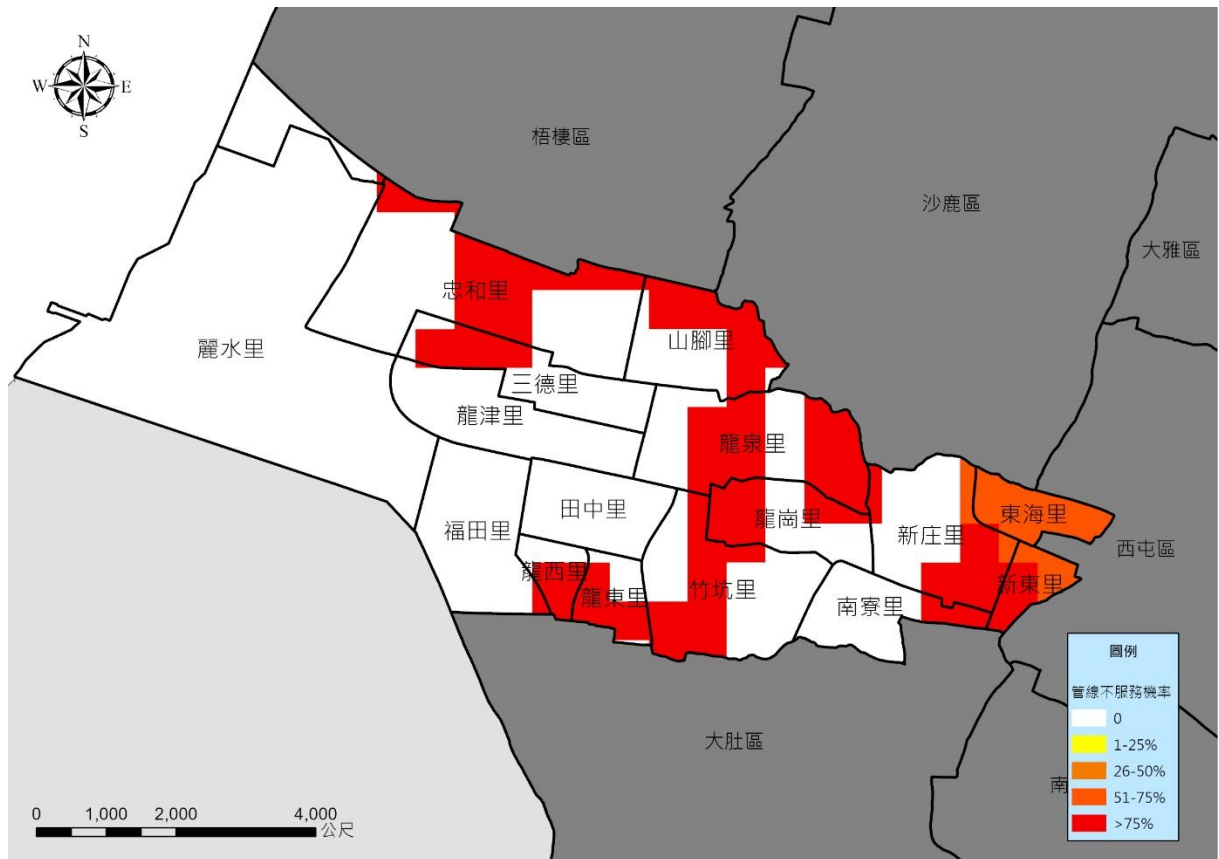 N
W
E
S
梧棲區
沙鹿區
大雅區
忠和里
山腳里
麗水里
三德里
龍津里
龍泉里
田中里
龍崗里
東海里
福田里
新庄里
西屯區
龍西里
龍東里
竹坑里
新東里
南寮里
大肚區
南
圖例
管線不服務機率
0
1-25%
26-50%
51-75%
>75%
0 1,000 2,000 4,000
公尺